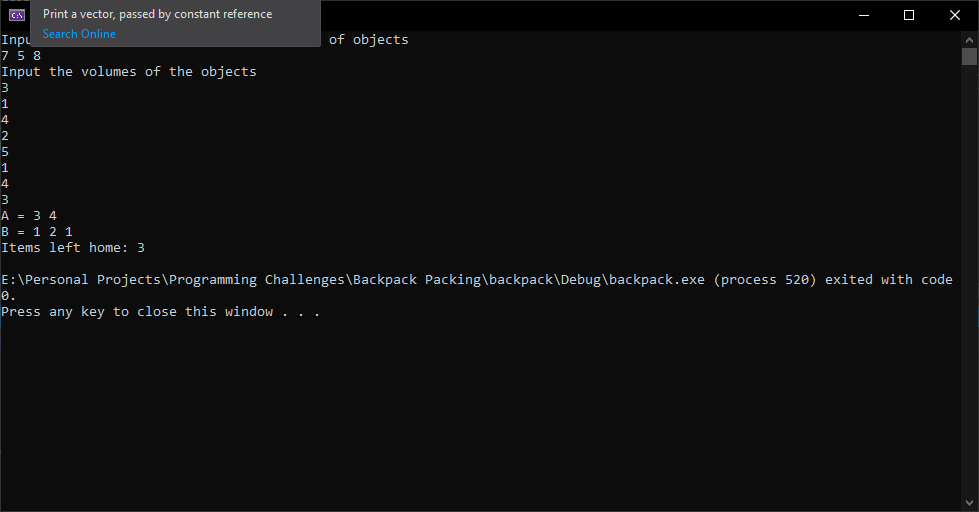 Print a vector, passed by constant reference
Search Online
of objects
7 5 8
Input the volumes of the objects
3
1
4
2
5
1
4
3
A = 3 4
B = 1 2 1
Items left home: 3
E:\Personal Projects\Programming Challenges\Backpack Packing\backpack\Debug\backpack.exe (process 520) exited with code
0.
Press any key to close this window . . .